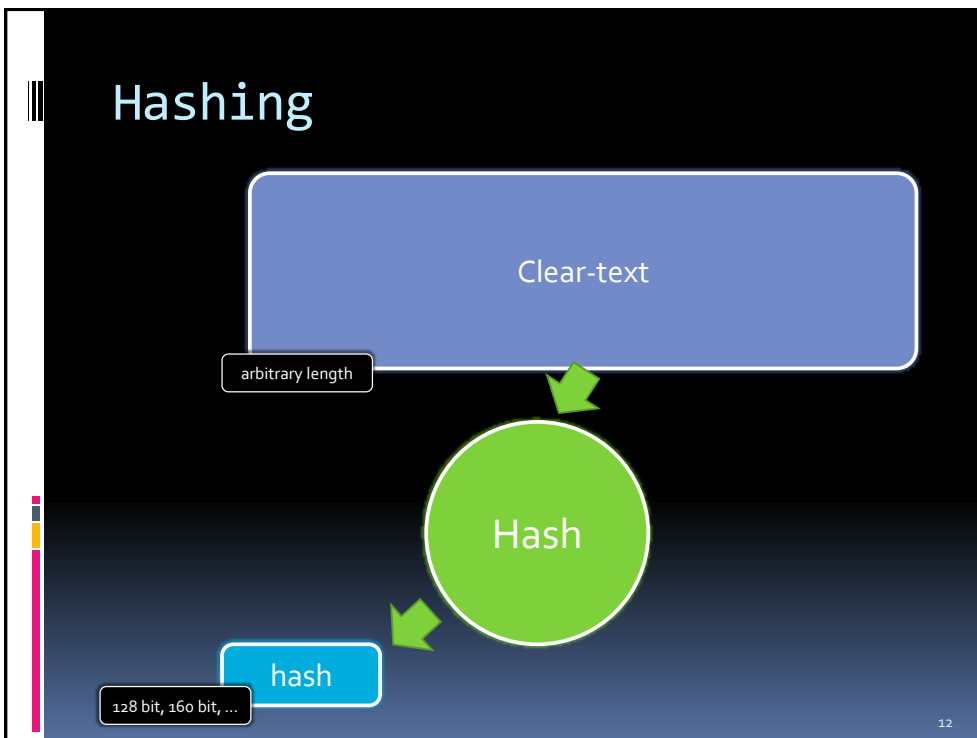 Hashing
Clear-text
arbitrary length
Hash
hash
128 bit, 160 bit, ...
12